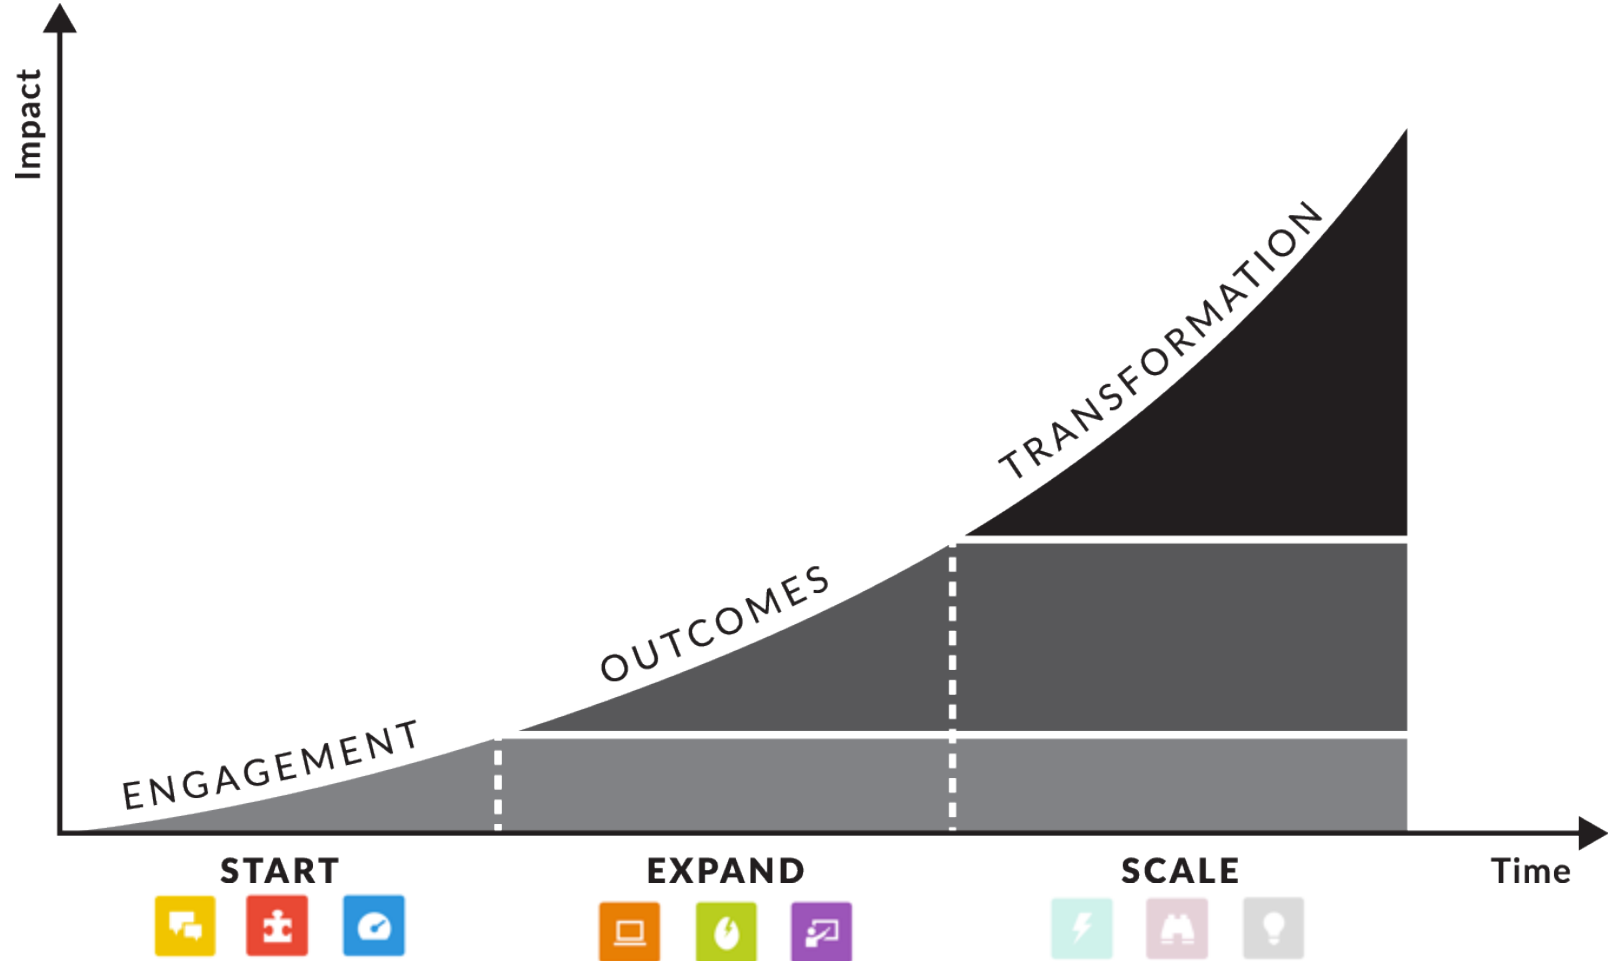 Impact
TRANSFORMATION
OUTCOMES
ENGAGEMENT
START
EXPAND
SCALE
Time